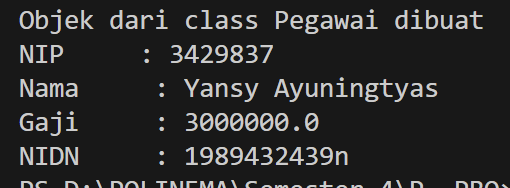 Objek dari class Pegawai dibuat
NIP     : 3429837
Nama     : Yansy Ayuningtyas
Gaji     : 3000000.0
NIDN     : 1989432439n